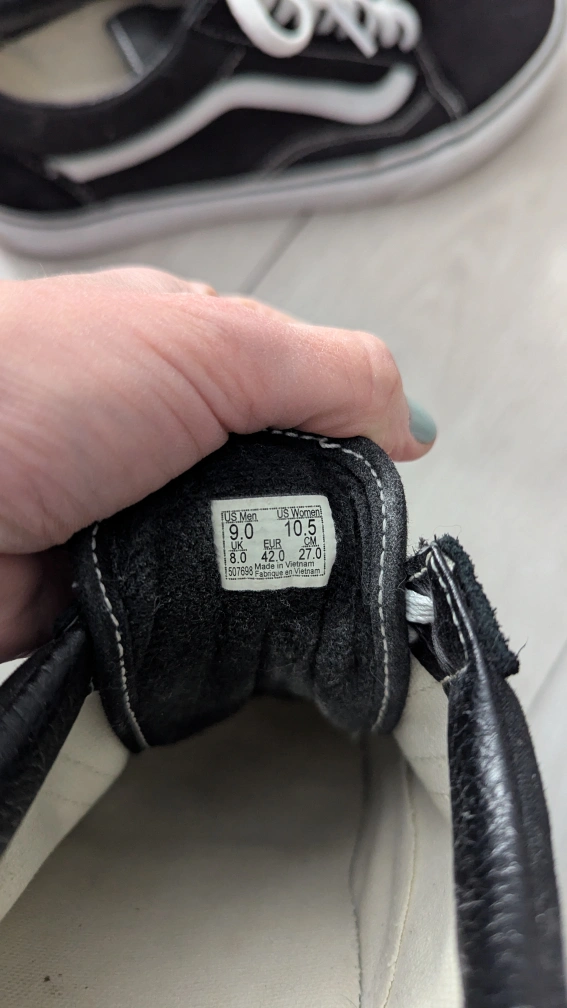 US Men US Women
9.0 10.5
UK EUR CM
8.0 42.0 27.0
507698 Made in Vietnam
Fabriqué en Vietnam